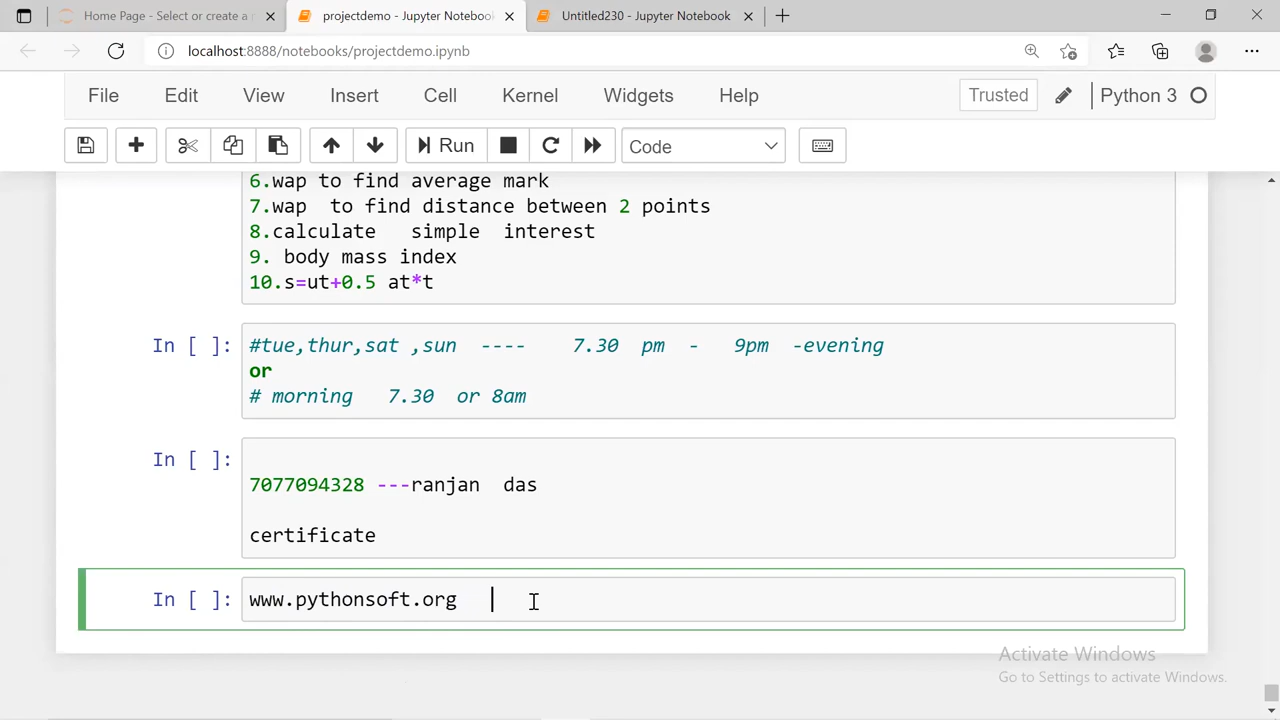 Home Page - Select or create a
projectdemo - Jupyter Notebook
Untitled230 - Jupyter Notebook
localhost:8888/notebooks/projectdemo.ipynb
File Edit View Insert Cell Kernel Widgets Help Trusted Python 3
Run Code
6.wap to find average mark
7.wap  to find distance between 2 points
8.calculate   simple  interest
9. body mass index
10.s=ut+0.5 at*t
In [ ]: #tue,thur,sat ,sun  ----    7.30  pm  -   9pm  -evening
or
# morning   7.30  or 8am
In [ ]:
7077094328 ---ranjan  das
certificate
In [ ]: www.pythonsoft.org
Activate Windows
Go to Settings to activate Windows.